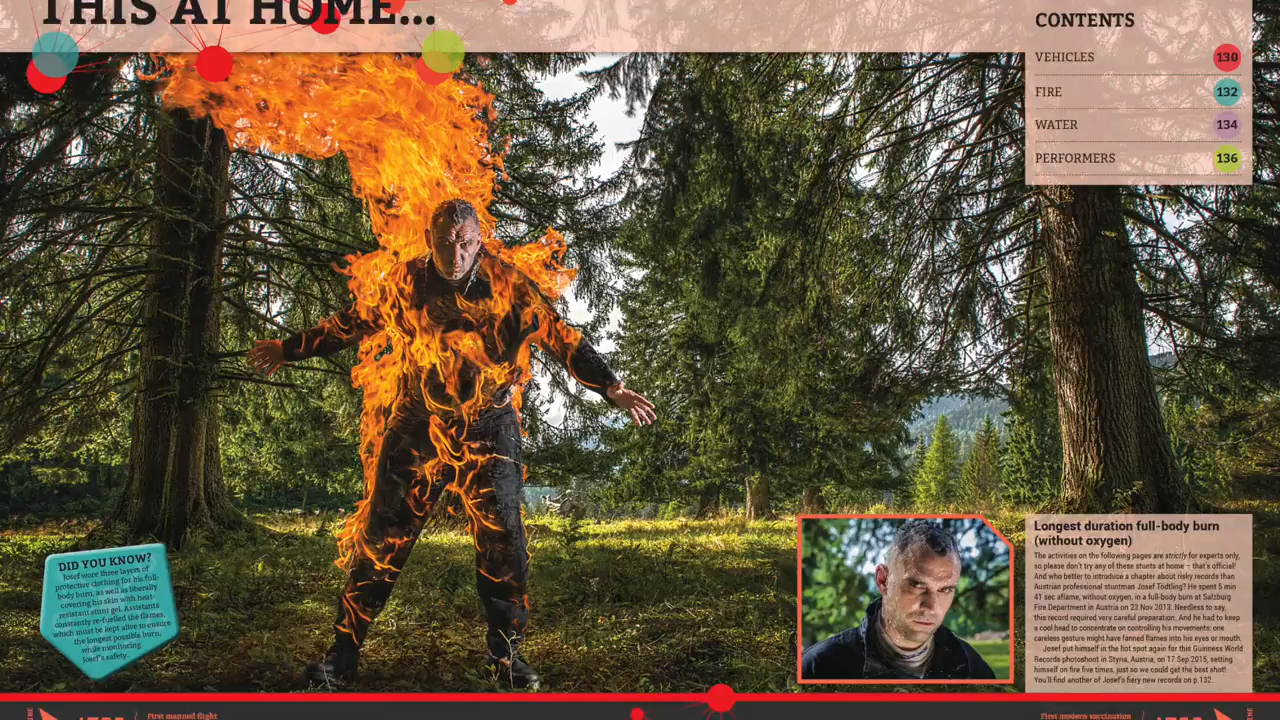 THIS AT HOME...
CONTENTS
VEHICLES 130
FIRE 132
WATER 134
PERFORMERS 136
DID YOU KNOW?
Josef wore three layers of
protective clothing for his full-
body burn, as well as liberally
covering his skin with heat-
resistant stunt gel. Assistants
constantly re-fuelled the flames,
which must be kept alive to ensure
the longest possible burn,
while monitoring
Josef's safety.
Longest duration full-body burn
(without oxygen)
The activities on the following pages are strictly for experts only,
so please don't try any of these stunts at home – that's official!
And who better to introduce a chapter about risky records than
Austrian professional stuntman Josef Tödtling? He spent 5 min
41 sec aflame, without oxygen, in a full-body burn at Salzburg
Fire Department in Austria on 23 Nov 2013. Needless to say,
this record required very careful preparation. And he had to keep
a cool head to concentrate on controlling his movements: one
careless gesture might have fanned flames into his eyes or mouth.
Josef put himself in the hot spot again for this Guinness World
Records photoshoot in Styria, Austria, on 17 Sep 2015, setting
himself on fire five times, just so we could get the best shot!
You'll find another of Josef's fiery new records on p.132.
First manned flight
First modern vaccination